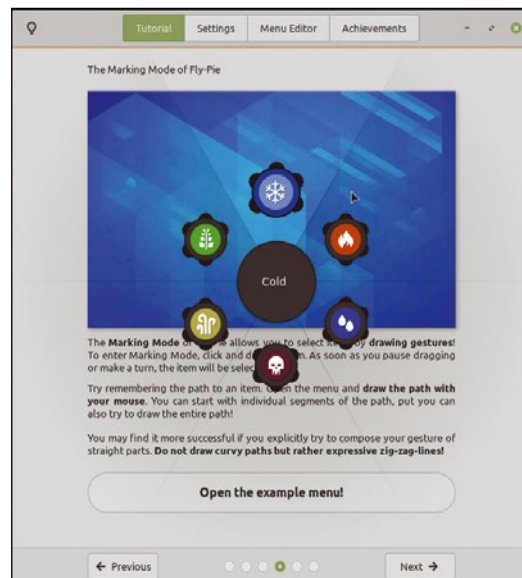 Tutorial Settings Menu Editor Achievements
The Marking Mode of Fly-Pie
Cold
The Marking Mode of allows you to select by drawing gestures!
To enter Marking Mode, click and As soon as you pause dragging
or make a turn, the item will be
Try remembering the path to an item. the menu and draw the path with
your mouse. You can start with individual segments of the path, put you can
also try to draw the entire path!
You may find it more successful if you explicitly try to compose your gesture of
straight parts. Do not draw curvy paths but rather expressive zig-zag-lines!
Open the example menu!
← Previous Next →